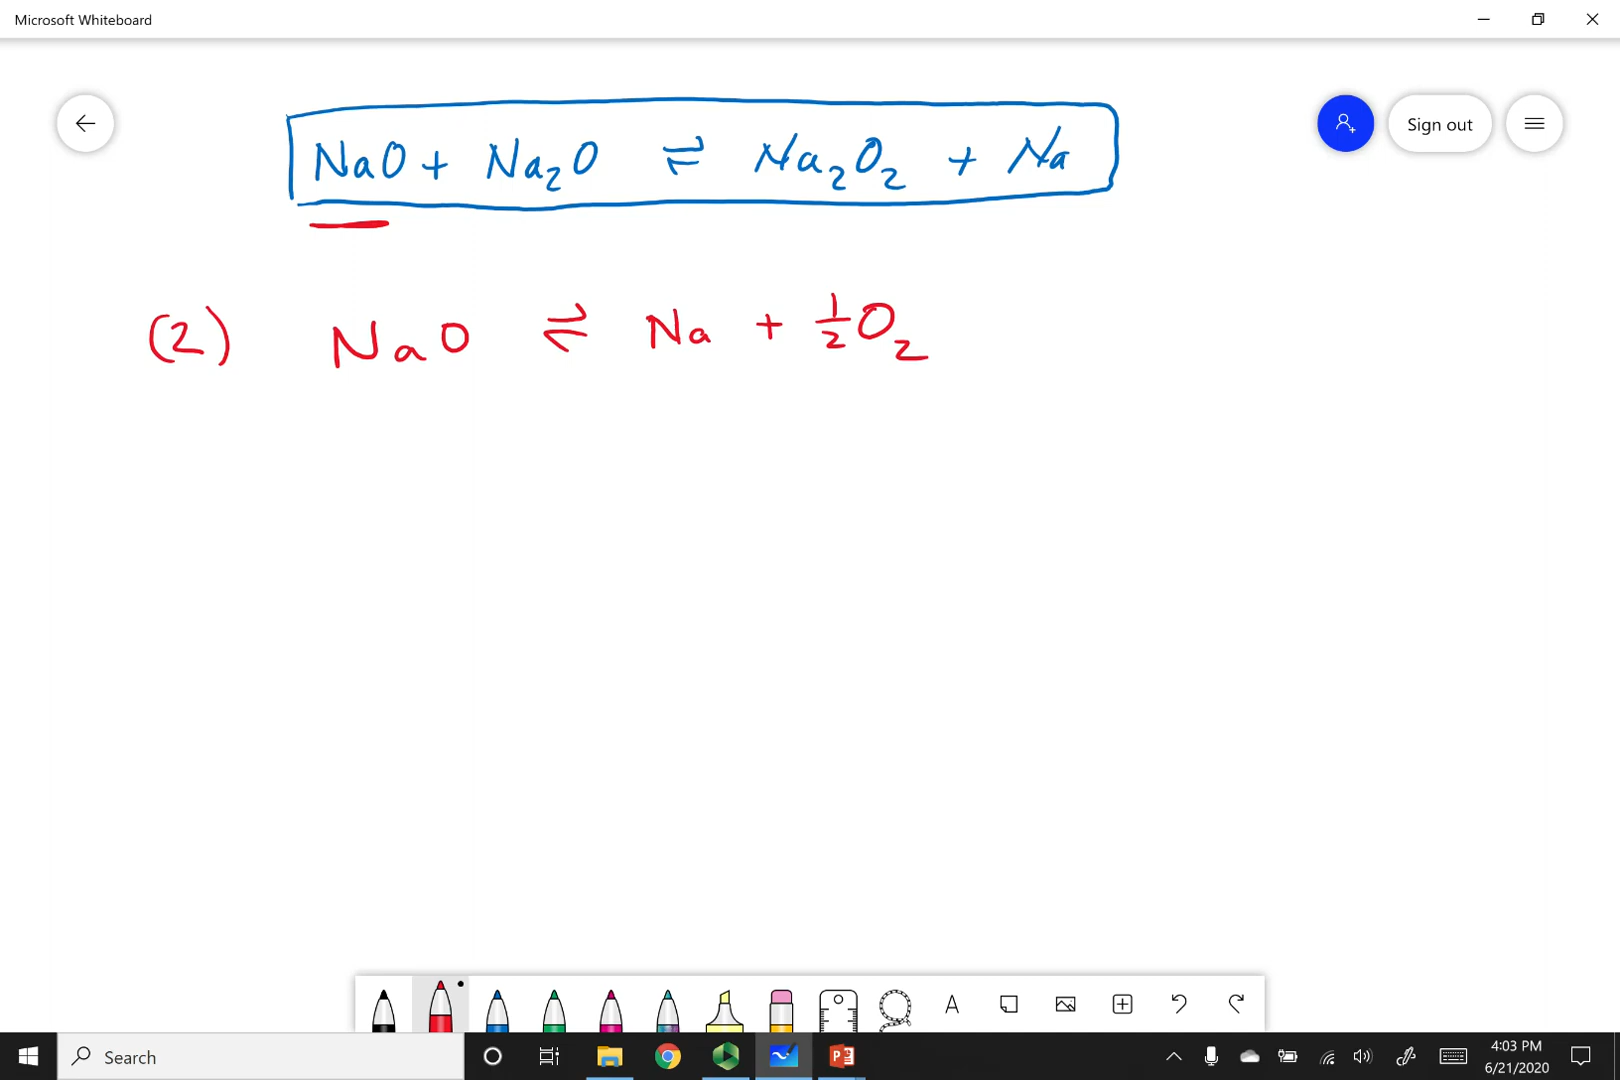 Microsoft Whiteboard
Sign out
NaO + Na₂O ⇌ Na₂O₂ + Na
(2) NaO ⇌ Na + ½O₂
A
Search
4:03 PM
6/21/2020